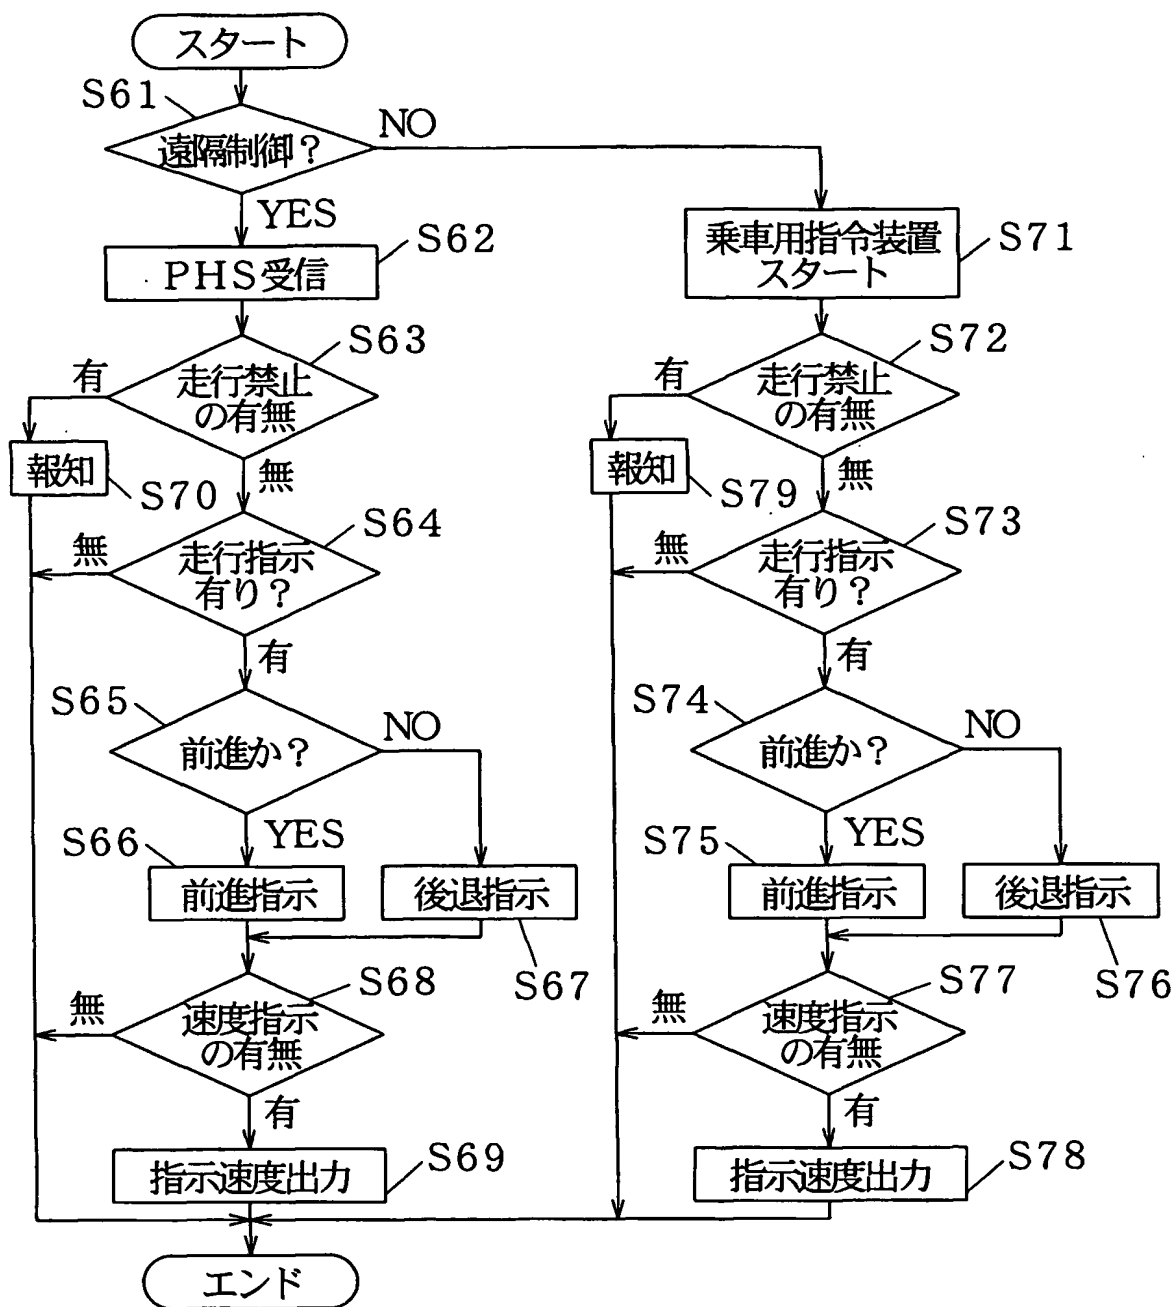 スタート
S61
遠隔制御？
NO
YES
S62
PHS受信
S63
走行禁止
の有無
有
報知
S70
無
S64
走行指示
有り？
無
有
S65
前進か？
NO
YES
S66
前進指示
後退指示
S67
S68
速度指示
の有無
無
有
指示速度出力
S69
乗車用指令装置
スタート
S71
S72
走行禁止
の有無
有
報知
S79
無
S73
走行指示
有り？
無
有
S74
前進か？
NO
YES
S75
前進指示
後退指示
S76
S77
速度指示
の有無
無
有
指示速度出力
S78
エンド